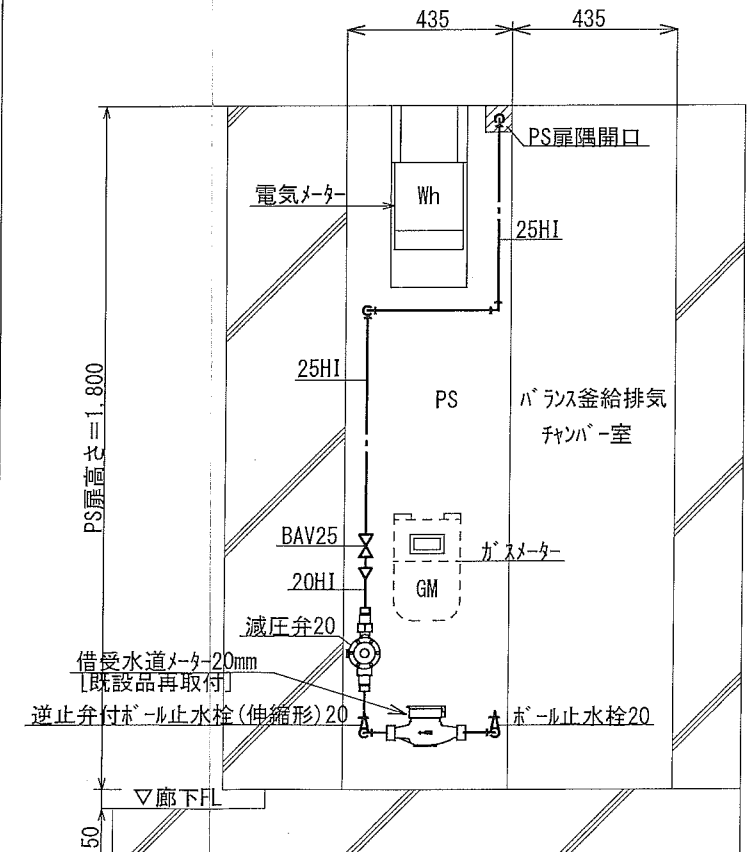 435
435
PS扉隅開口
電気メーター
Wh
25HI
25HI
PS扉高さ=1,800
PS
バランス釜給排気
チャンバー室
BAV25
ガスメーター
20HI
GM
減圧弁20
借受水道メーター20mm
[既設品再取付]
逆止弁付ボール止水栓(伸縮形)20
ボール止水栓20
▽廊下FL
50